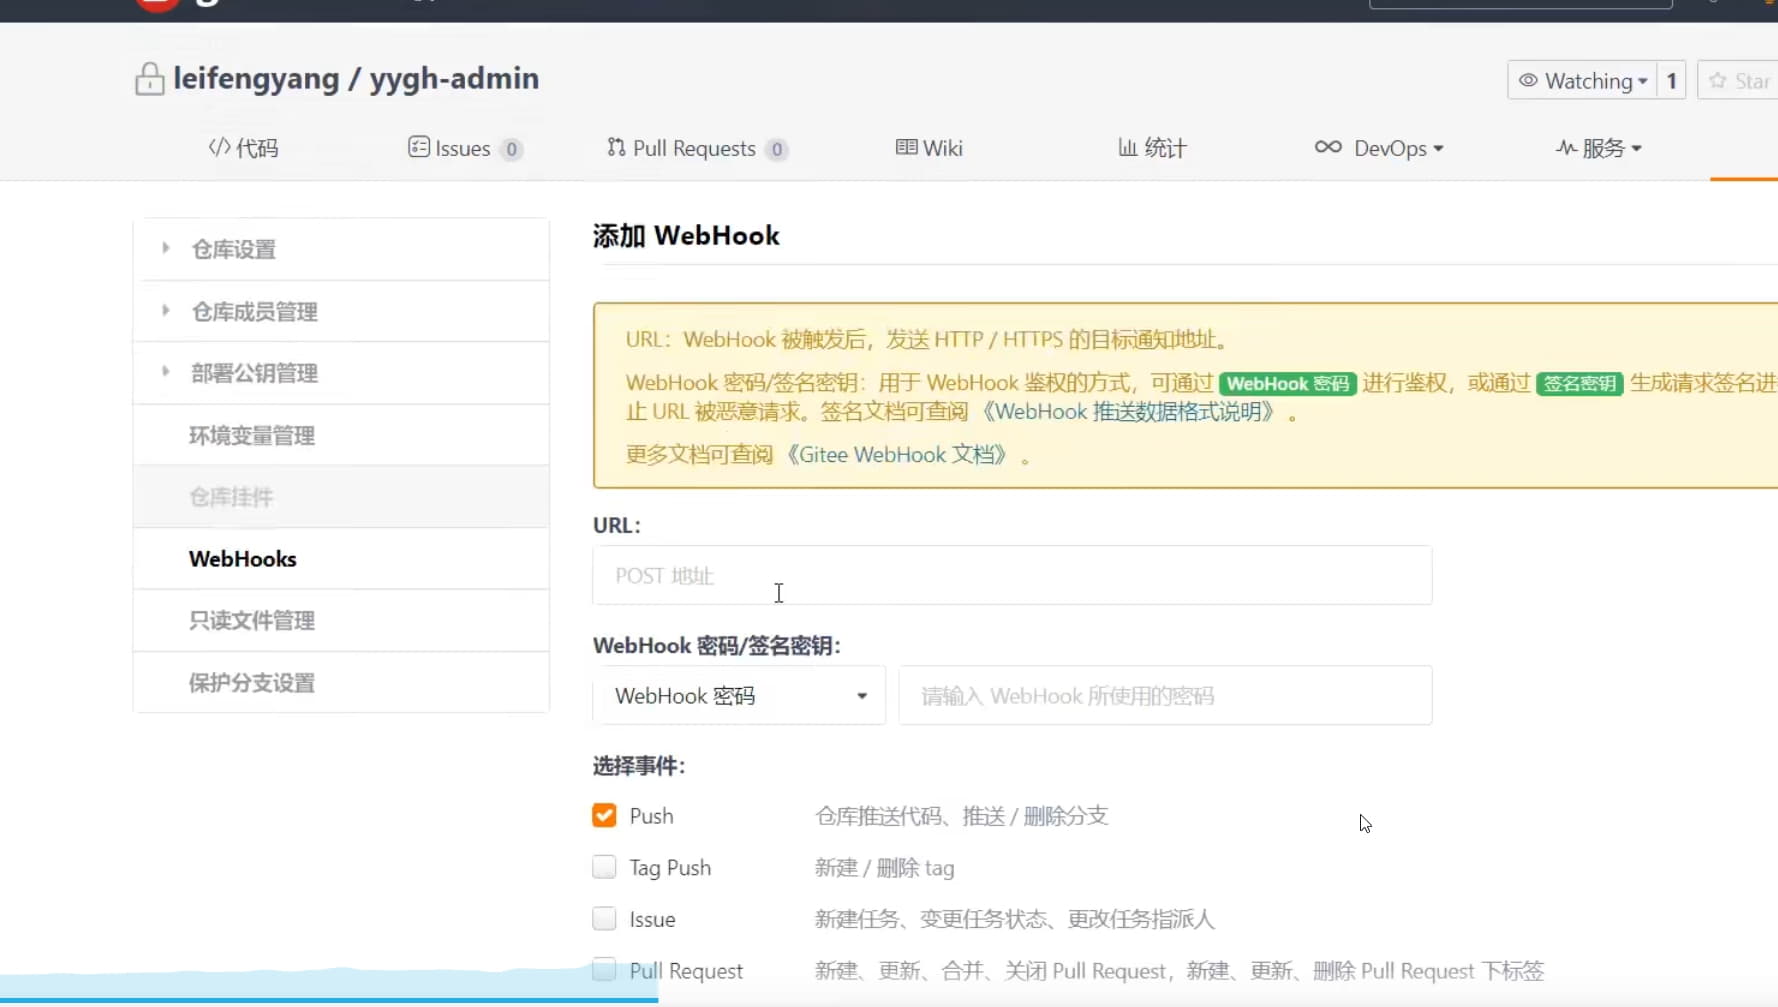 leifengyang / yygh-admin
Watching 1 Star
代码 Issues 0 Pull Requests 0 Wiki 统计 DevOps 服务
仓库设置
仓库成员管理
部署公钥管理
环境变量管理
仓库挂件
WebHooks
只读文件管理
保护分支设置
添加 WebHook
URL：WebHook 被触发后，发送 HTTP / HTTPS 的目标通知地址。
WebHook 密码/签名密钥：用于 WebHook 鉴权的方式，可通过 WebHook 密码 进行鉴权，或通过 签名密钥 生成请求签名进
止 URL 被恶意请求。签名文档可查阅 《WebHook 推送数据格式说明》 。
更多文档可查阅 《Gitee WebHook 文档》 。
URL:
POST 地址
WebHook 密码/签名密钥:
WebHook 密码 请输入 WebHook 所使用的密码
选择事件:
Push 仓库推送代码、推送 / 删除分支
Tag Push 新建 / 删除 tag
Issue 新建任务、变更任务状态、更改任务指派人
Pull Request 新建、更新、合并、关闭 Pull Request，新建、更新、删除 Pull Request 下标签